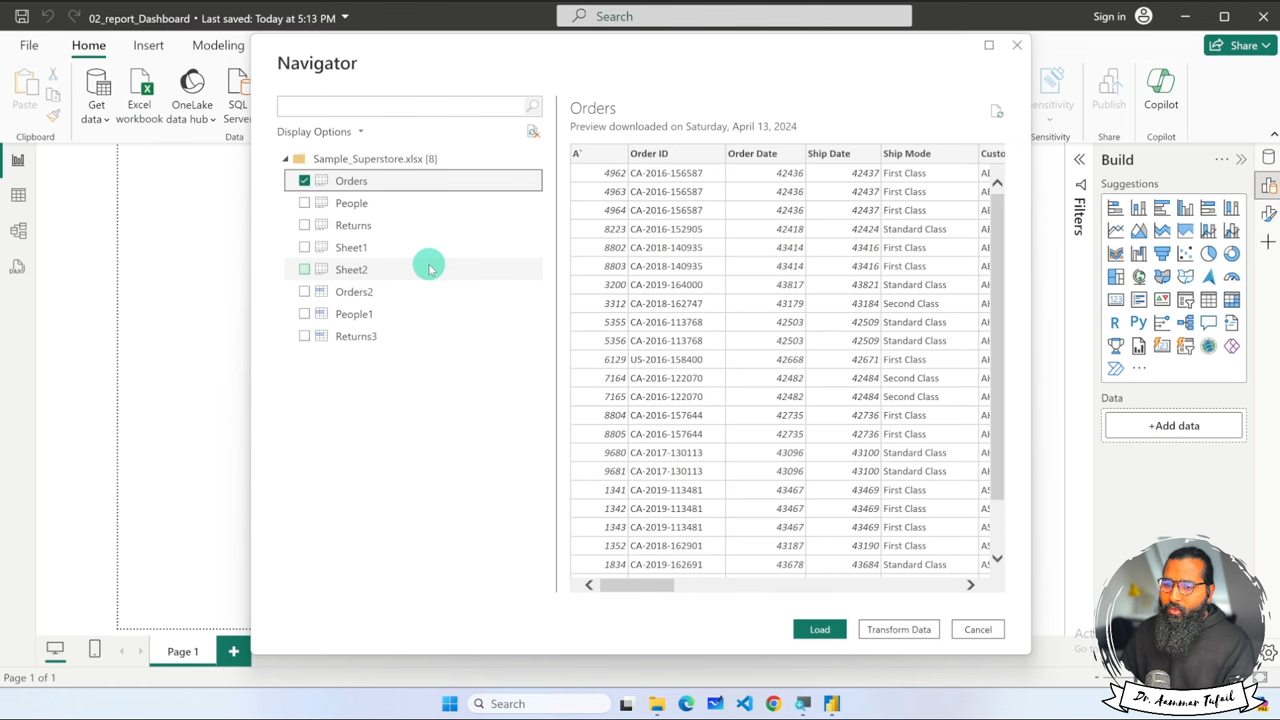 02_report_Dashboard • Last saved: Today at 5:13 PM
Search
Sign in
File
Home
Insert
Modeling
Share
Paste
Get data
Excel workbook
OneLake data hub
SQL Server
Sensitivity
Publish
Copilot
Clipboard
Data
Share
Copilot
Navigator
Display Options
Sample_Superstore.xlsx [8]
Orders
People
Returns
Sheet1
Sheet2
Orders2
People1
Returns3
Orders
Preview downloaded on Saturday, April 13, 2024
Order ID Order Date Ship Date Ship Mode Custo
4962 CA-2016-156587 42436 42437 First Class
4963 CA-2016-156587 42436 42437 First Class
4964 CA-2016-156587 42436 42437 First Class
8223 CA-2016-152905 42418 42424 Standard Class
8802 CA-2018-140935 43414 43416 First Class
8803 CA-2018-140935 43414 43416 First Class
3200 CA-2019-164000 43817 43821 Standard Class
3312 CA-2018-162747 43179 43184 Second Class
5355 CA-2016-113768 42503 42509 Standard Class
5356 CA-2016-113768 42503 42509 Standard Class
6129 US-2016-158400 42668 42671 First Class
7164 CA-2016-122070 42482 42484 Second Class
7165 CA-2016-122070 42482 42484 Second Class
8804 CA-2016-157644 42735 42736 First Class
8805 CA-2016-157644 42735 42736 First Class
9680 CA-2017-130113 43096 43100 Standard Class
9681 CA-2017-130113 43096 43100 Standard Class
1341 CA-2019-113481 43467 43469 First Class
1342 CA-2019-113481 43467 43469 First Class
1343 CA-2019-113481 43467 43469 First Class
1352 CA-2018-162901 43187 43190 First Class
1834 CA-2019-162691 43678 43684 Standard Class
Load
Transform Data
Cancel
Filters
Build
Suggestions
R
Py
123
Data
+Add data
Page 1
Page 1 of 1
Search
Dr. Aammar Tufail